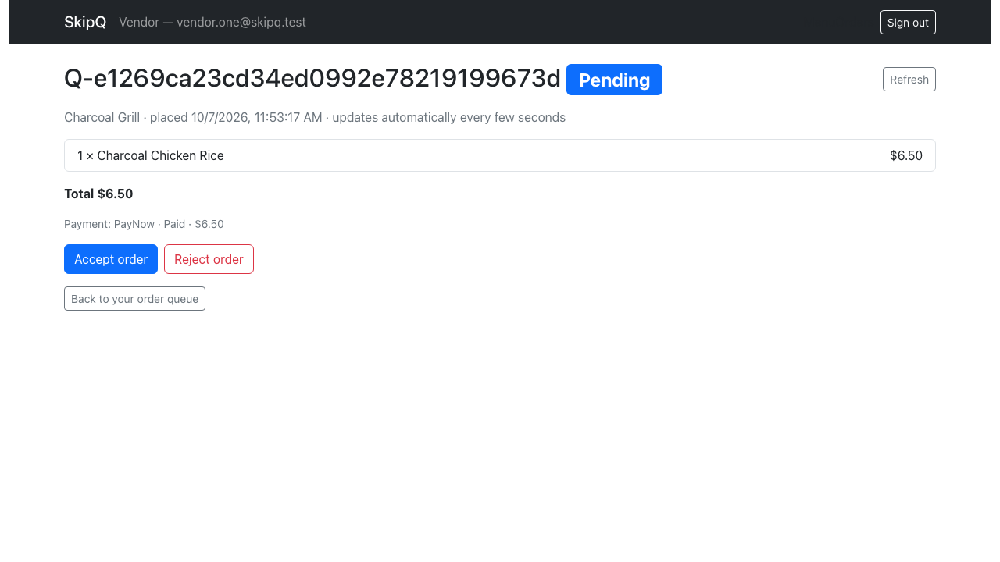 SkipQ Vendor — vendor.one@skipq.test Sign out
Q-e1269ca23cd34ed0992e78219199673d Pending Refresh
Charcoal Grill · placed 10/7/2026, 11:53:17 AM · updates automatically every few seconds
1 × Charcoal Chicken Rice $6.50
Total $6.50
Payment: PayNow · Paid · $6.50
Accept order Reject order
Back to your order queue